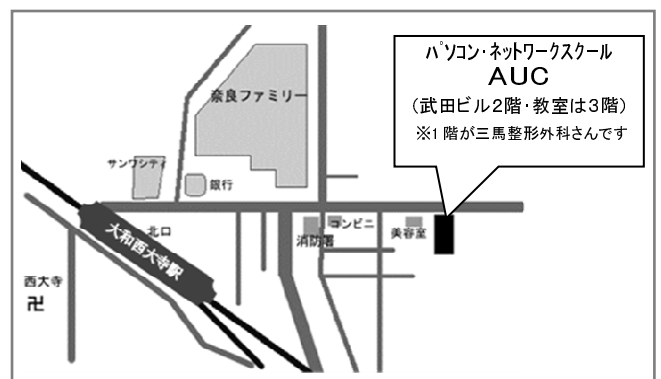 ﾊﾟソコン･ネットワークスクール
AUC
（武田ビル２階･教室は３階）
※1階が三馬整形外科さんです
奈良ファミリー
サンワシティ
銀行
北口
大和西大寺駅
コンビニ
消防署
美容室
西大寺
卍